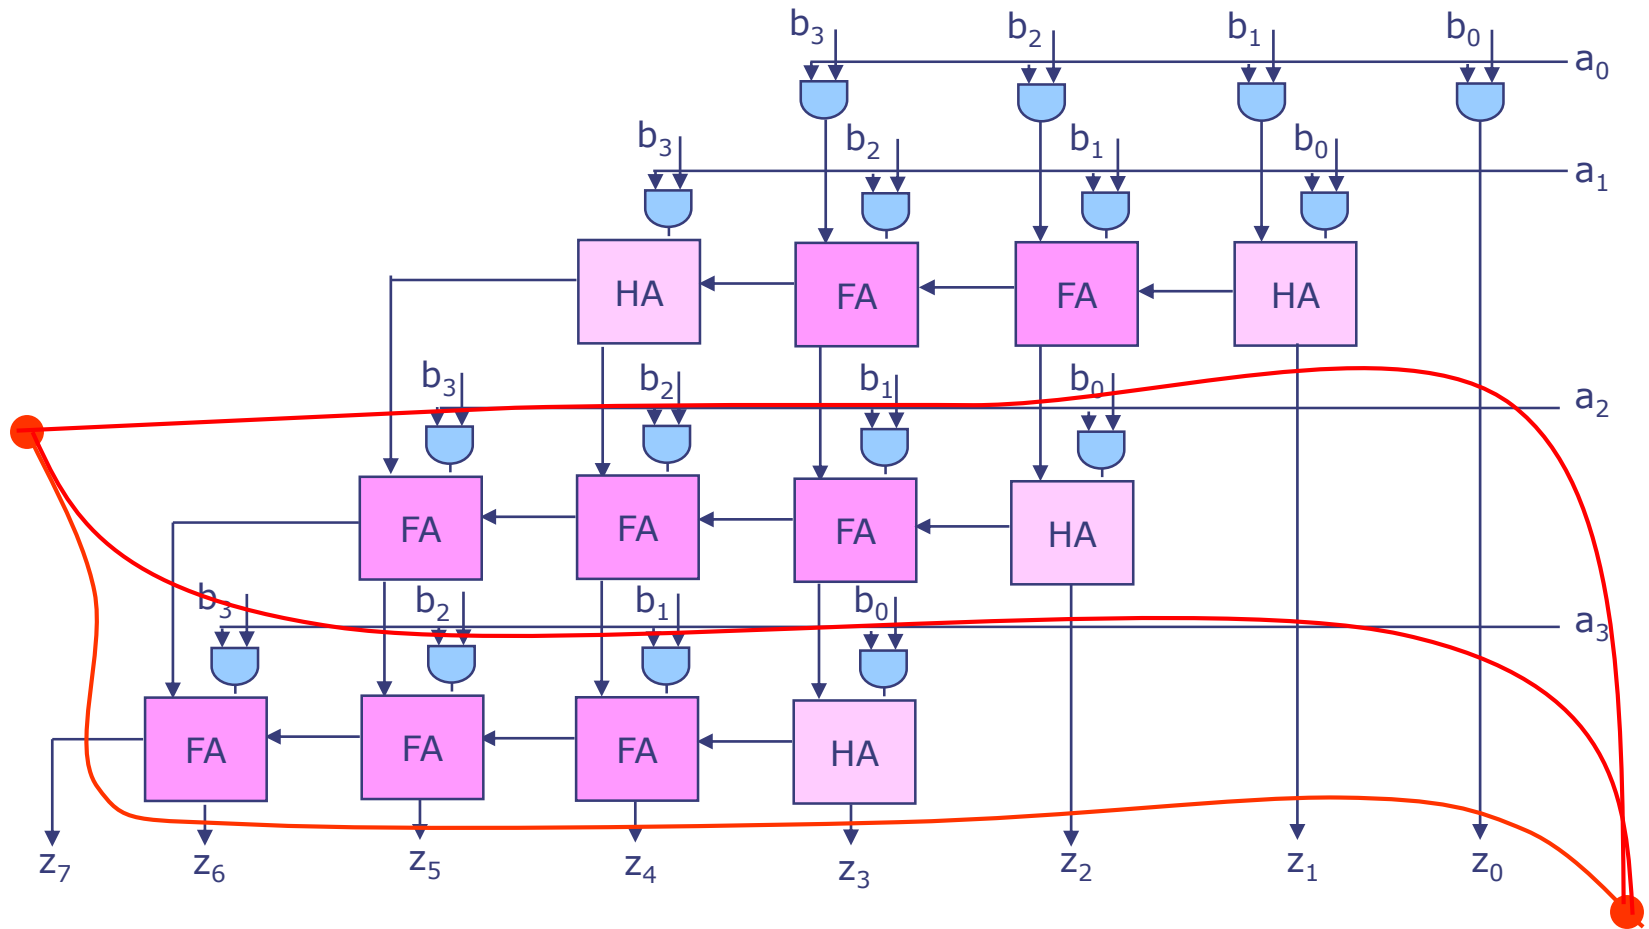 b₃ b₂ b₁ b₀ a₀
b₃ b₂ b₁ b₀ a₁
HA FA FA HA
b₃ b₂ b₁ b₀ a₂
FA FA FA HA
b₃ b₂ b₁ b₀ a₃
FA FA FA HA
z₇ z₆ z₅ z₄ z₃ z₂ z₁ z₀